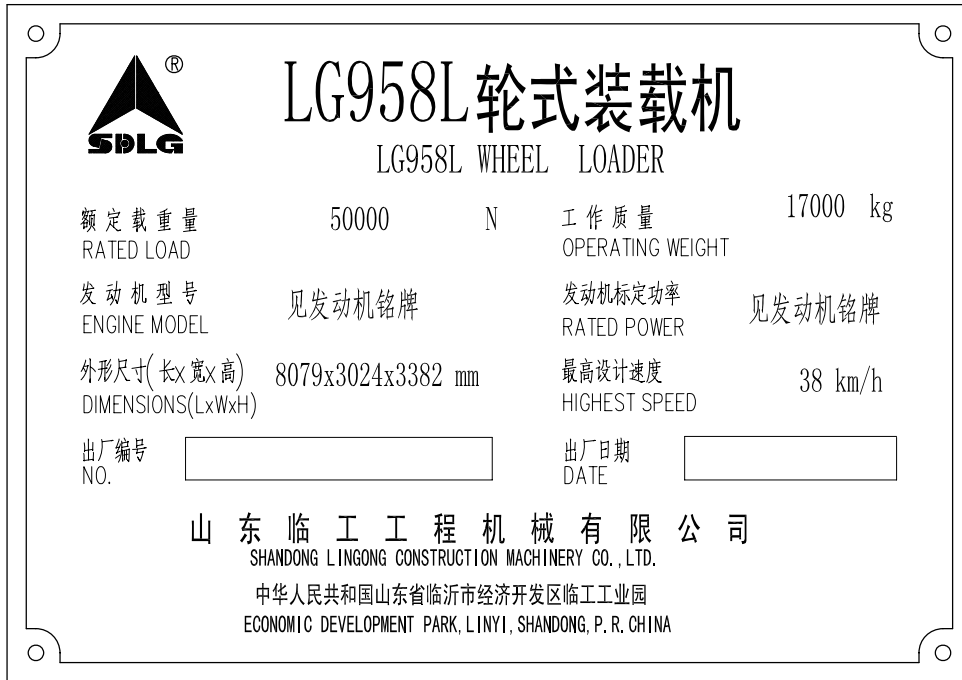 ®
SDLG
LG958L轮式装载机
LG958L WHEEL LOADER
额定载重量 50000 N 工作质量 17000 kg
RATED LOAD OPERATING WEIGHT
发动机型号 见发动机铭牌 发动机标定功率 见发动机铭牌
ENGINE MODEL RATED POWER
外形尺寸(长x宽x高) 8079x3024x3382 mm 最高设计速度 38 km/h
DIMENSIONS(LxWxH) HIGHEST SPEED
出厂编号 出厂日期
NO. DATE
山东临工工程机械有限公司
SHANDONG LINGONG CONSTRUCTION MACHINERY CO.,LTD.
中华人民共和国山东省临沂市经济开发区临工工业园
ECONOMIC DEVELOPMENT PARK,LINYI,SHANDONG,P.R.CHINA